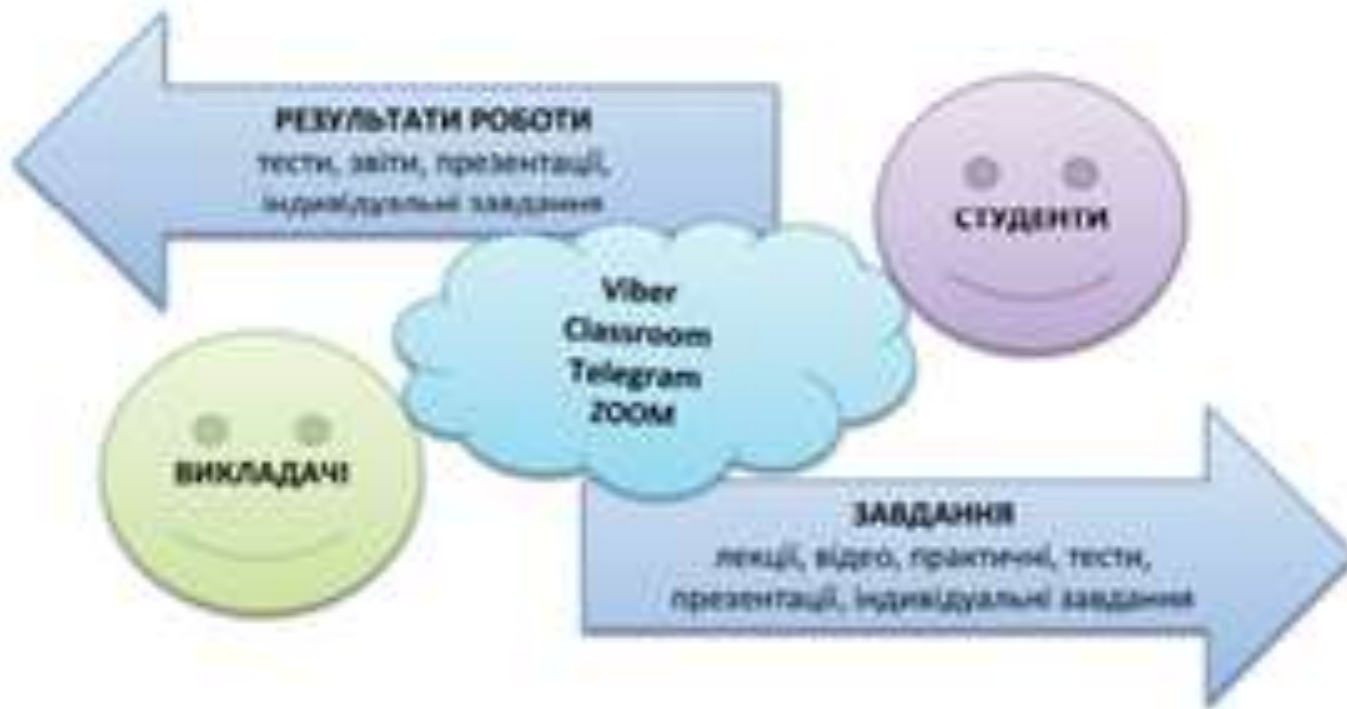 РЕЗУЛЬТАТИ РОБОТИ
тести, звіти, презентації,
індивідуальні завдання
СТУДЕНТИ
Viber
Classroom
Telegram
ZOOM
ВИКЛАДАЧІ
ЗАВДАННЯ
лекції, відео, практичні, тести,
презентації, індивідуальні завдання